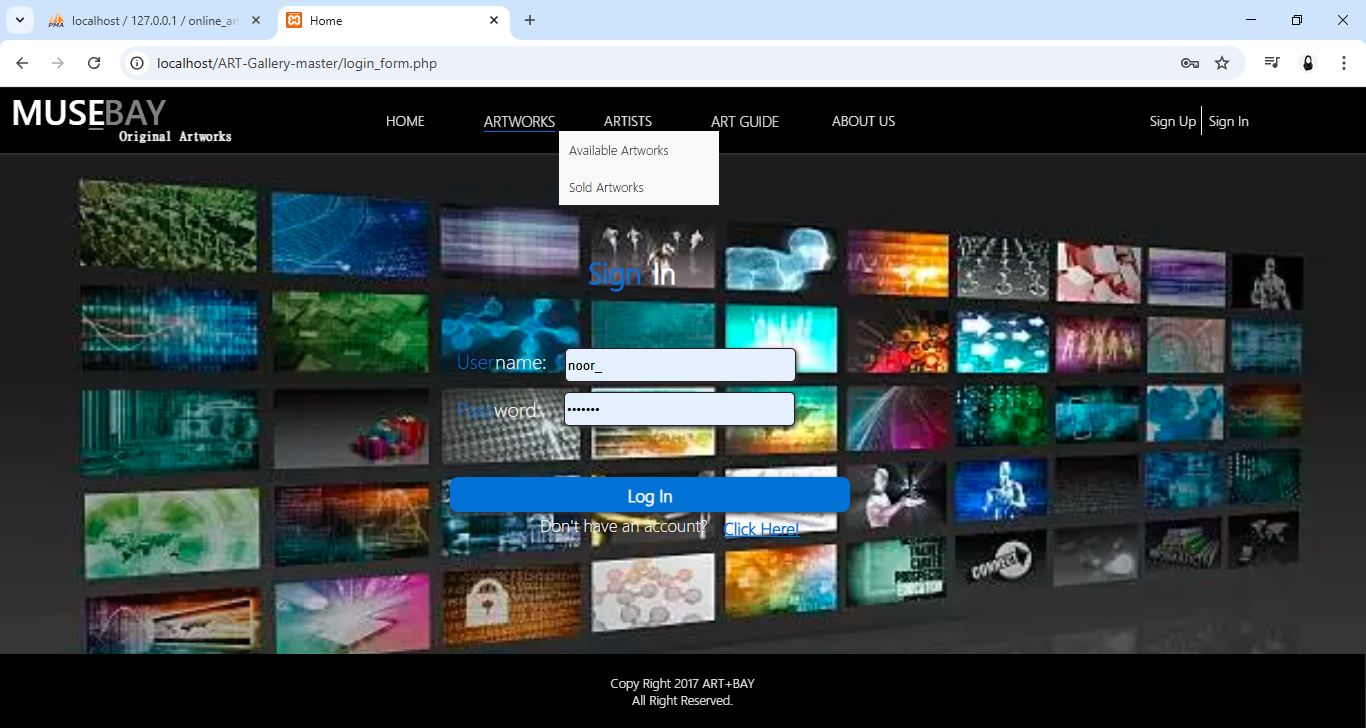 localhost / 127.0.0.1 / online_ar
Home
localhost/ART-Gallery-master/login_form.php
MUSEBAY
Original Artworks
HOME
ARTWORKS
ARTISTS
ART GUIDE
ABOUT US
Sign Up
Sign In
Available Artworks
Sold Artworks
Sign In
Username:
noor_
Password:
•••••••
Log In
Don't have an account? Click Here!
CONNECT
Copy Right 2017 ART+BAY
All Right Reserved.